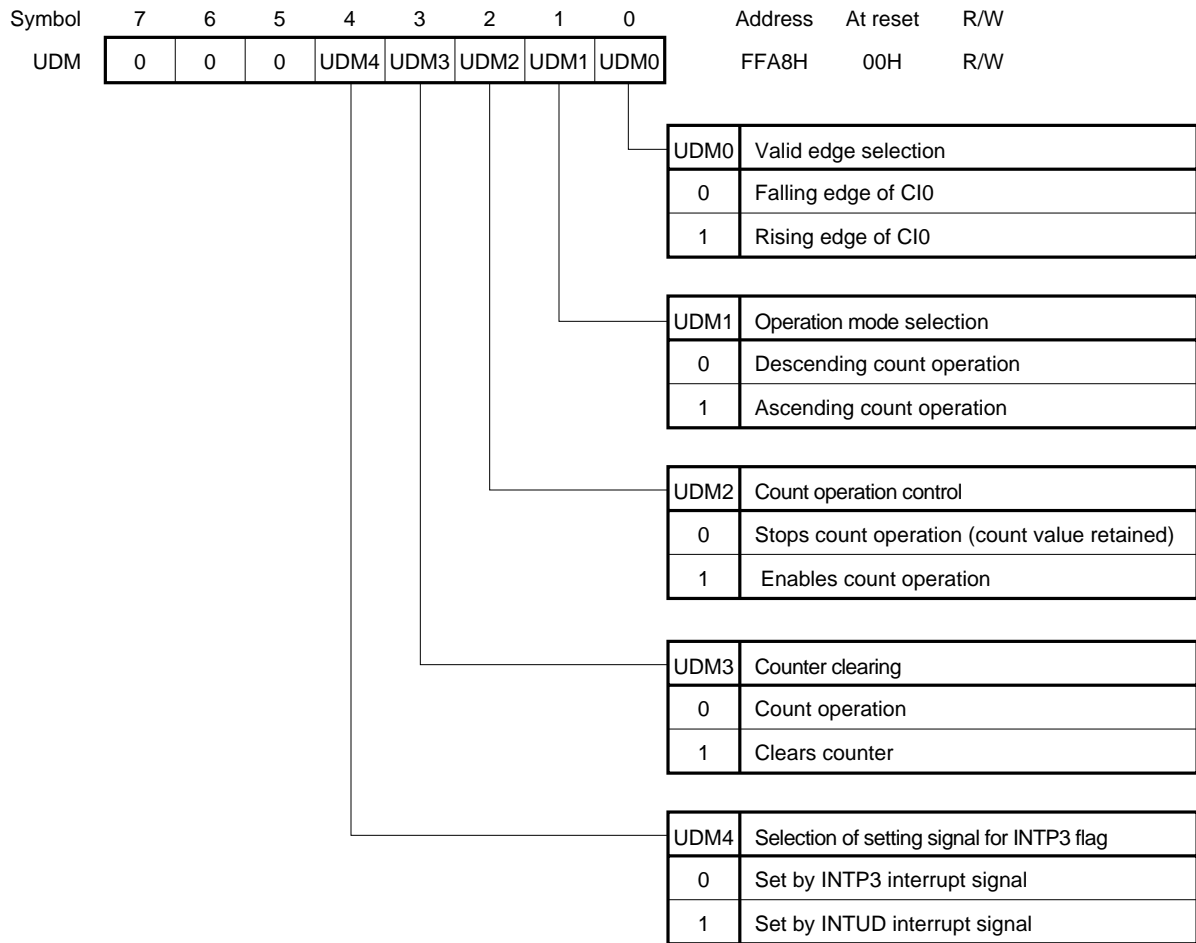 Symbol 7 6 5 4 3 2 1 0 Address At reset R/W
UDM 0 0 0 UDM4 UDM3 UDM2 UDM1 UDM0 FFA8H 00H R/W
UDM0 Valid edge selection
0 Falling edge of CI0
1 Rising edge of CI0
UDM1 Operation mode selection
0 Descending count operation
1 Ascending count operation
UDM2 Count operation control
0 Stops count operation (count value retained)
1 Enables count operation
UDM3 Counter clearing
0 Count operation
1 Clears counter
UDM4 Selection of setting signal for INTP3 flag
0 Set by INTP3 interrupt signal
1 Set by INTUD interrupt signal